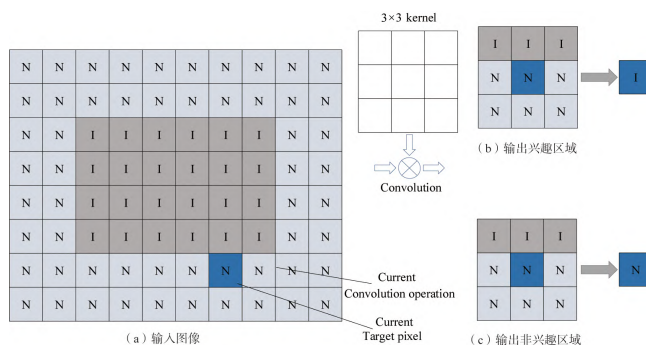 3×3 kernel
I I I
N N N I
N N N
（b）输出兴趣区域
N N N N N N N N N N
N N N N N N N N N N
N N I I I I I I N N
N N I I I I I I N N
N N I I I I I I N N
N N I I I I I I N N
N N N N N N N N N N
N N N N N N N N N N
Convolution
Current
Convolution operation
Current
Target pixel
（a）输入图像
I I I
N N N N
N N N
（c）输出非兴趣区域